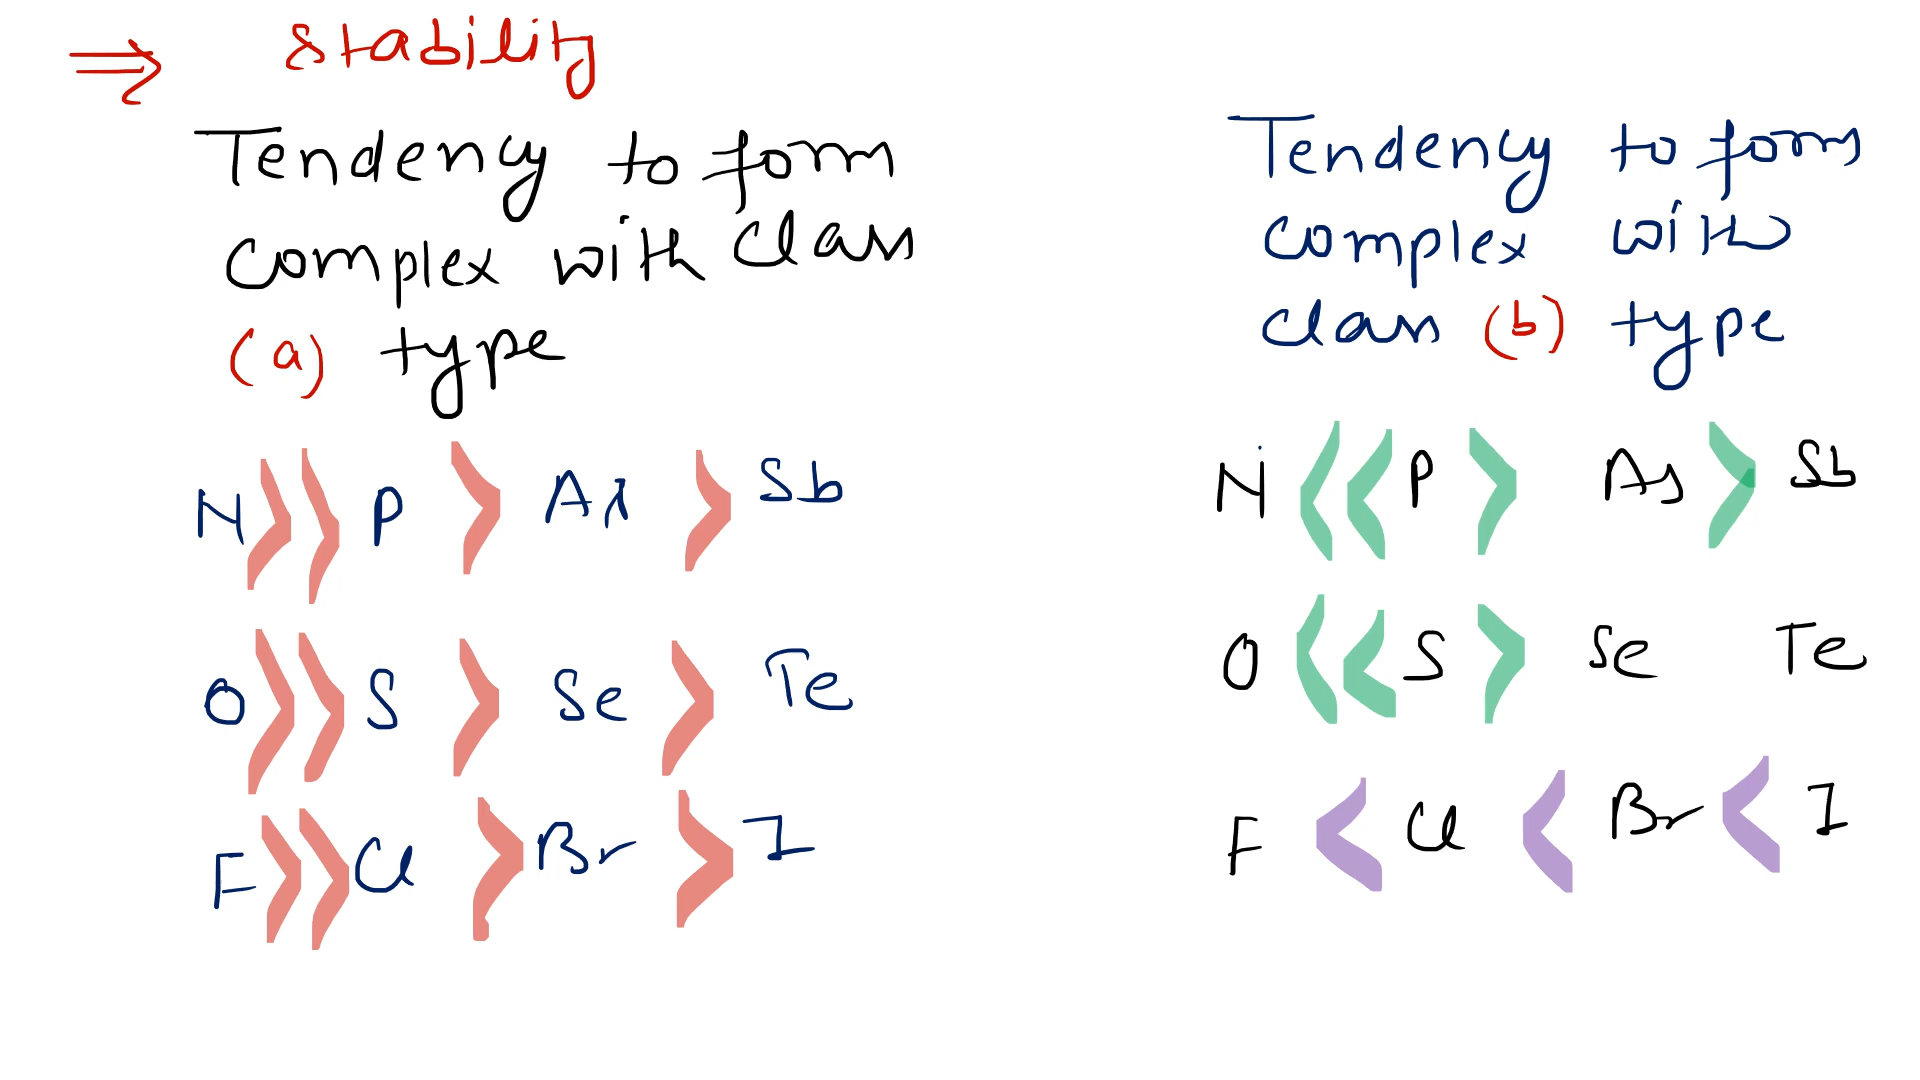 ⇒ stability
Tendency to form
complex with class
(a) type
N >> P > As > Sb
O >> S > Se > Te
F >> Cl > Br > I
Tendency to form
complex with
class (b) type
N << P > As > Sb
O << S > Se Te
F < Cl < Br < I